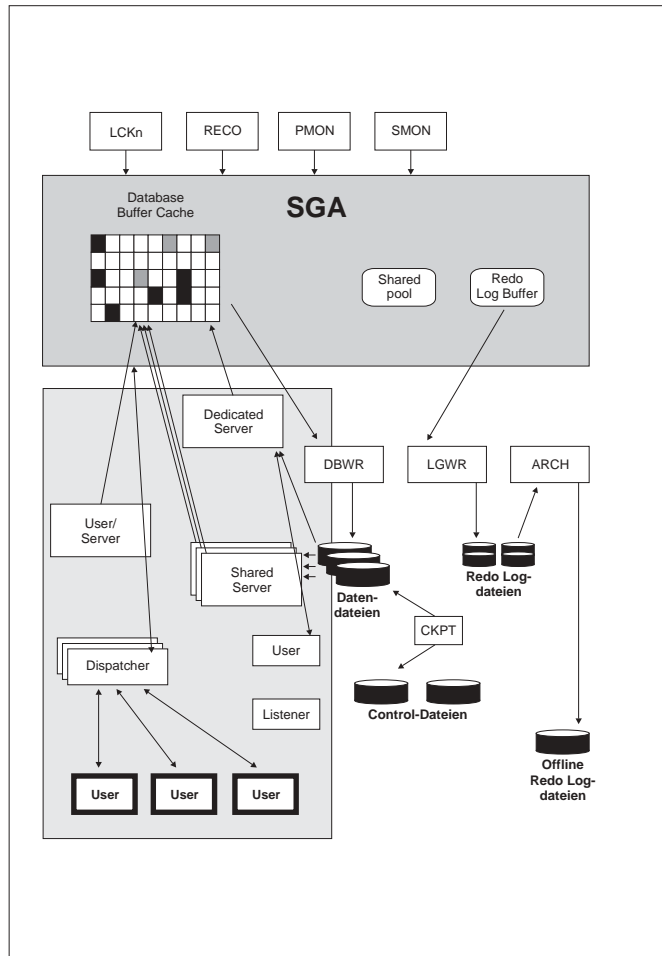 LCKn
RECO
PMON
SMON
Database
Buffer Cache
SGA
Shared
pool
Redo
Log Buffer
Dedicated
Server
DBWR
LGWR
ARCH
User/
Server
Shared
Server
Daten-
dateien
Redo Log-
dateien
CKPT
User
Dispatcher
Listener
Control-Dateien
Offline
Redo Log-
dateien
User
User
User